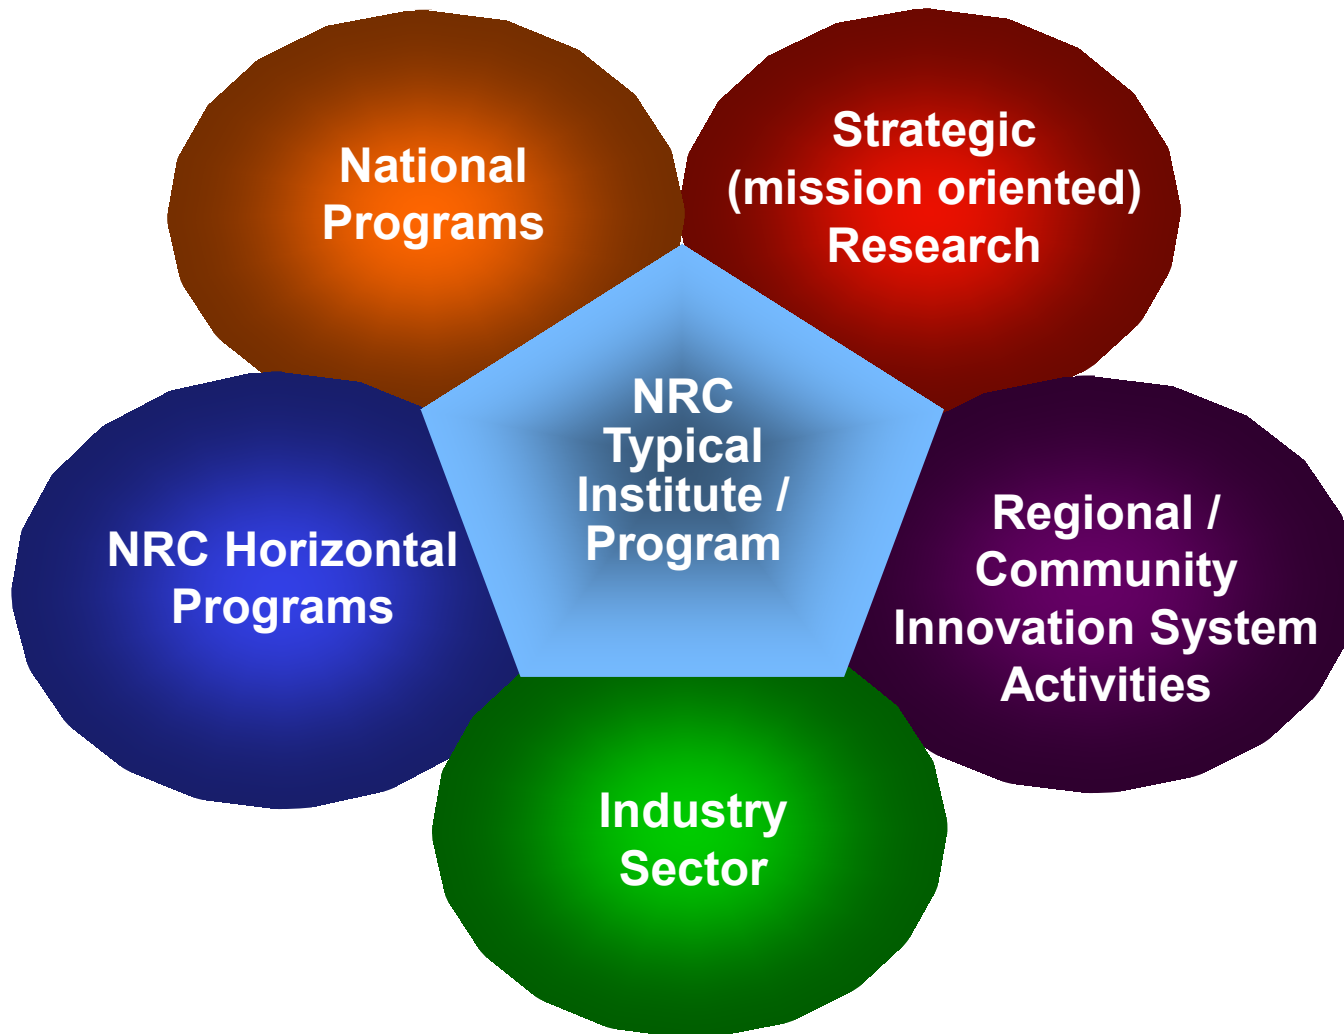 National
Programs
Strategic
(mission oriented)
Research
NRC
Typical
Institute /
Program
NRC Horizontal
Programs
Regional /
Community
Innovation System
Activities
Industry
Sector